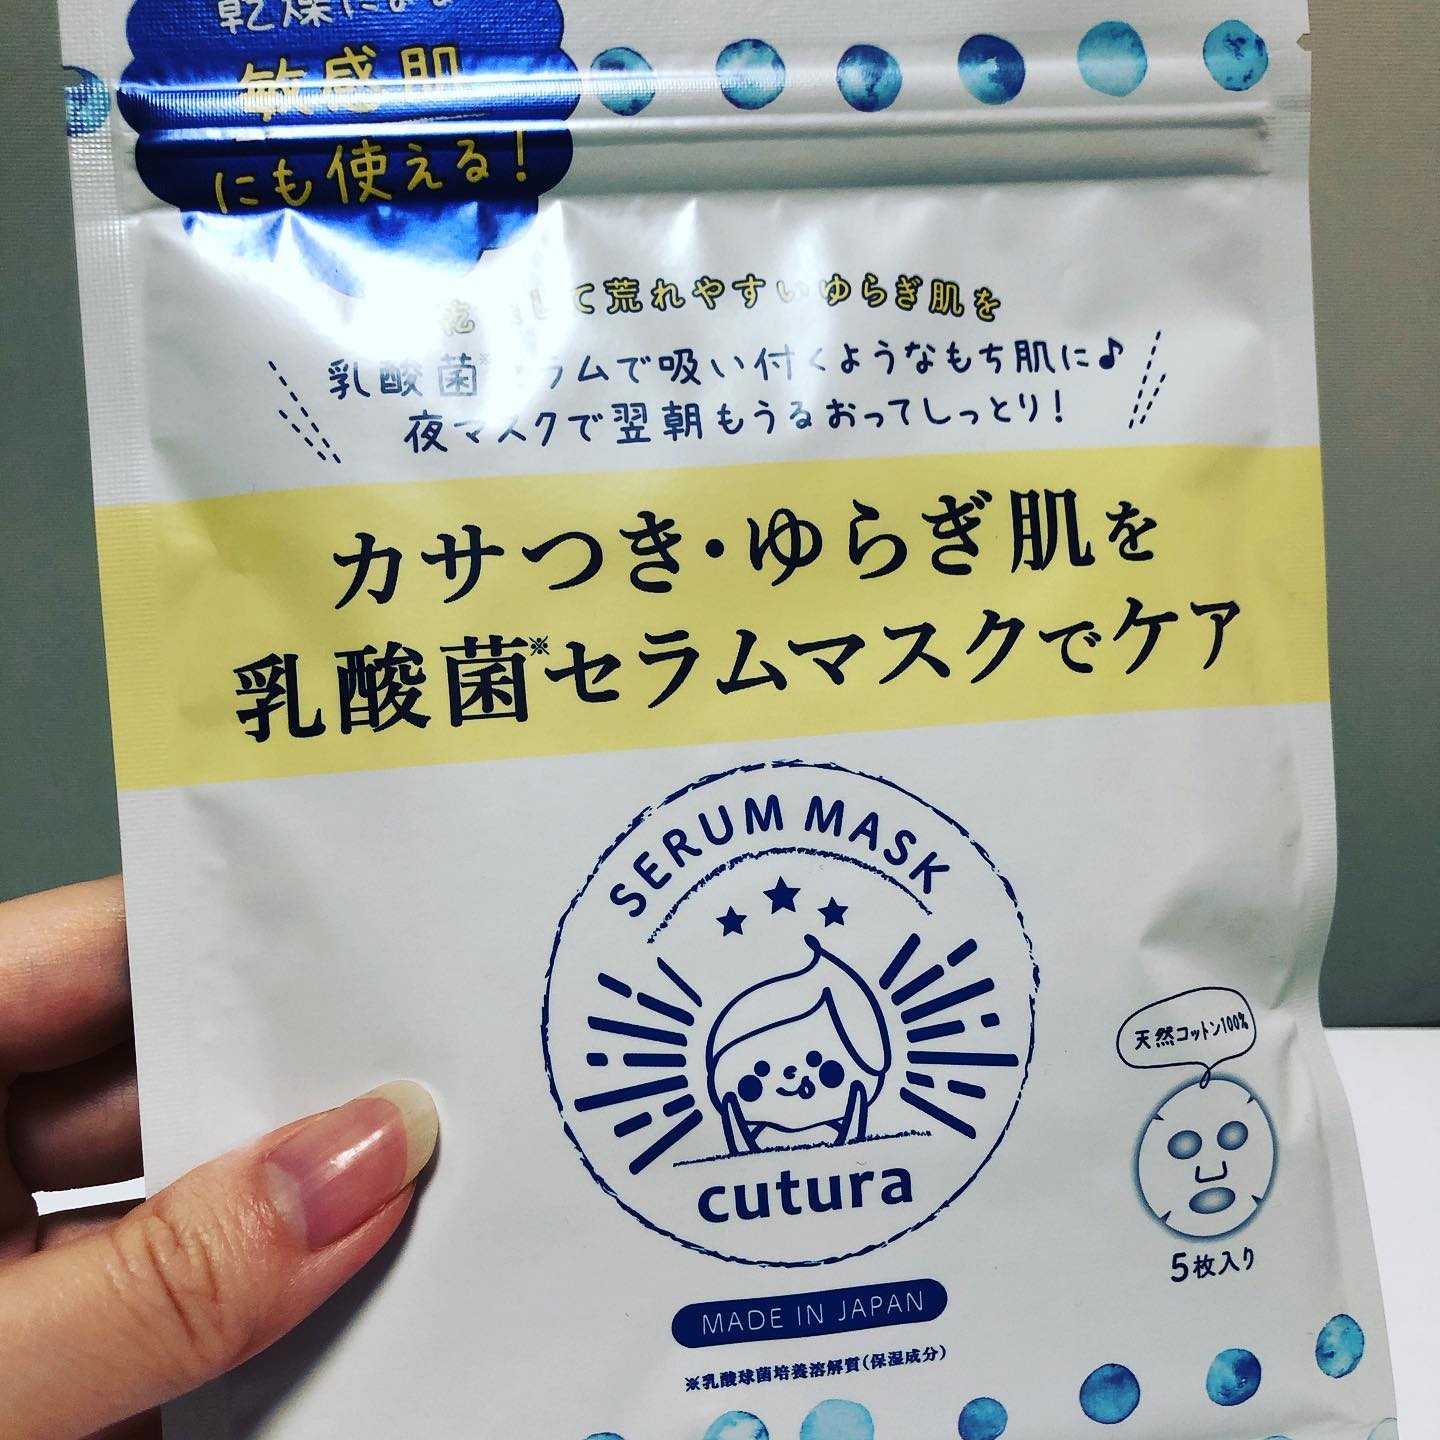 乾燥による
敏感肌
にも使える!
乾燥して荒れやすいゆらぎ肌を
乳酸菌※セラムで吸い付くようなもち肌に♪
夜マスクで翌朝もうるおってしっとり!
カサつき・ゆらぎ肌を
乳酸菌※セラムマスクでケア
SERUM MASK
cutura
天然コットン100%
5枚入り
MADE IN JAPAN
※乳酸球菌培養溶解質(保湿成分)